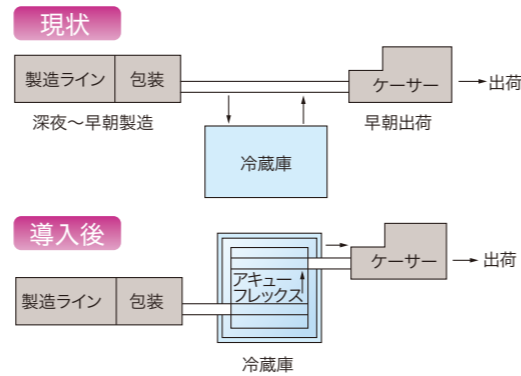 現状
製造ライン 包装 ケーサー 出荷
深夜～早朝製造 早朝出荷
冷蔵庫
導入後
製造ライン 包装 アキュー
フレックス ケーサー 出荷
冷蔵庫